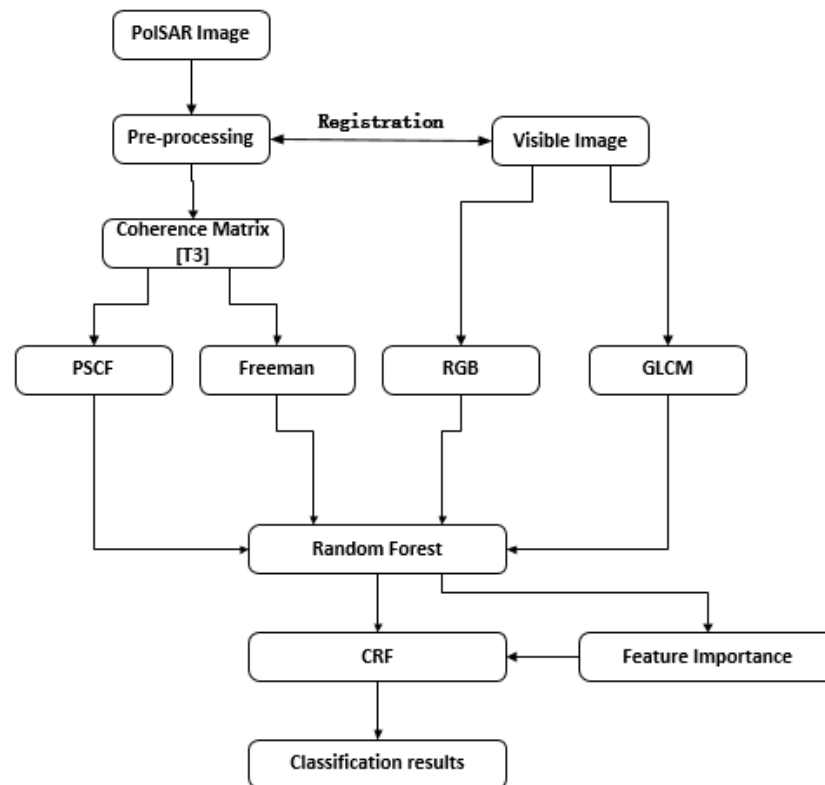 PolSAR Image
Pre-processing
Registration
Visible Image
Coherence Matrix
[T3]
PSCF
Freeman
RGB
GLCM
Random Forest
CRF
Feature Importance
Classification results